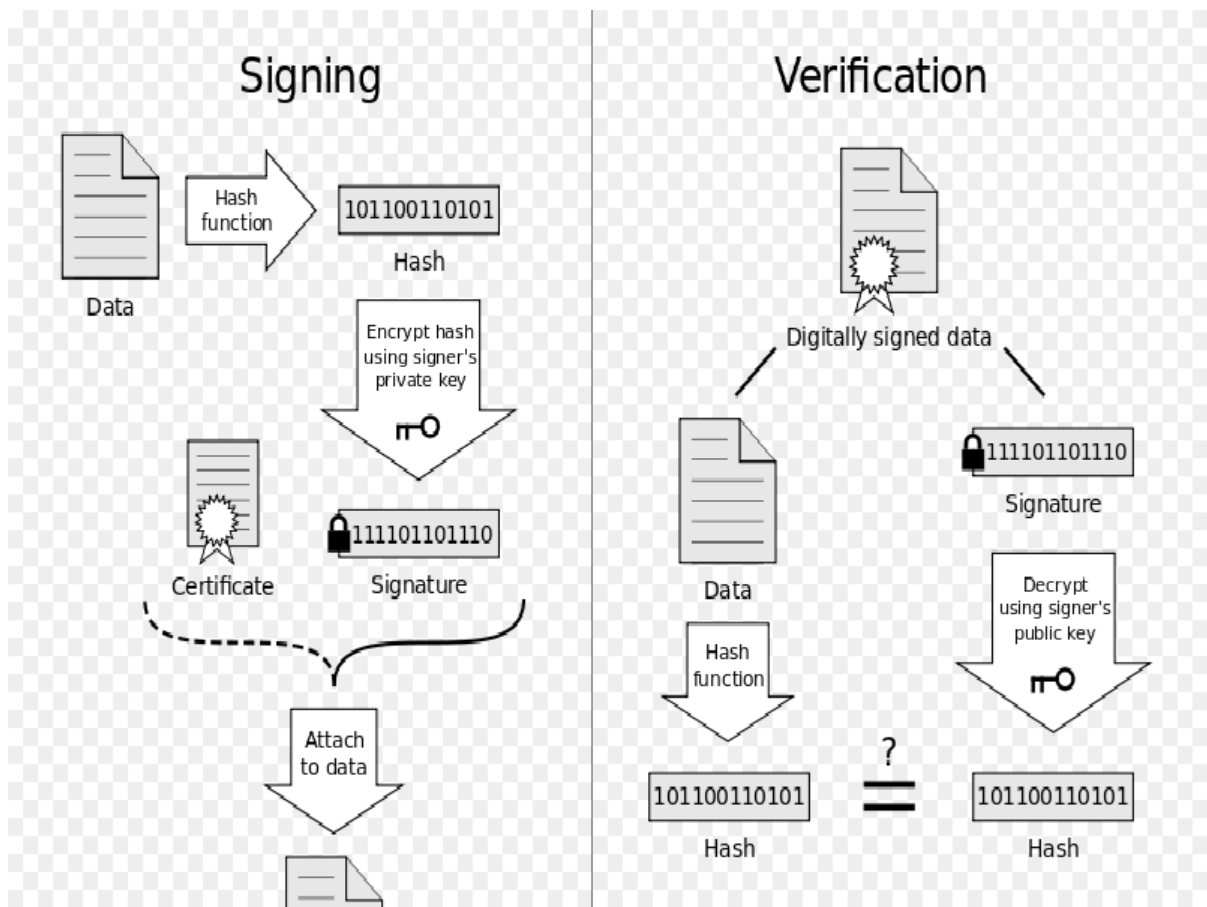 Signing
Hash
function
101100110101
Hash
Data
Encrypt hash
using signer's
private key
111101101110
Certificate
Signature
Attach
to data
Verification
Digitally signed data
111101101110
Signature
Data
Decrypt
using signer's
public key
Hash
function
?
101100110101
101100110101
Hash
Hash